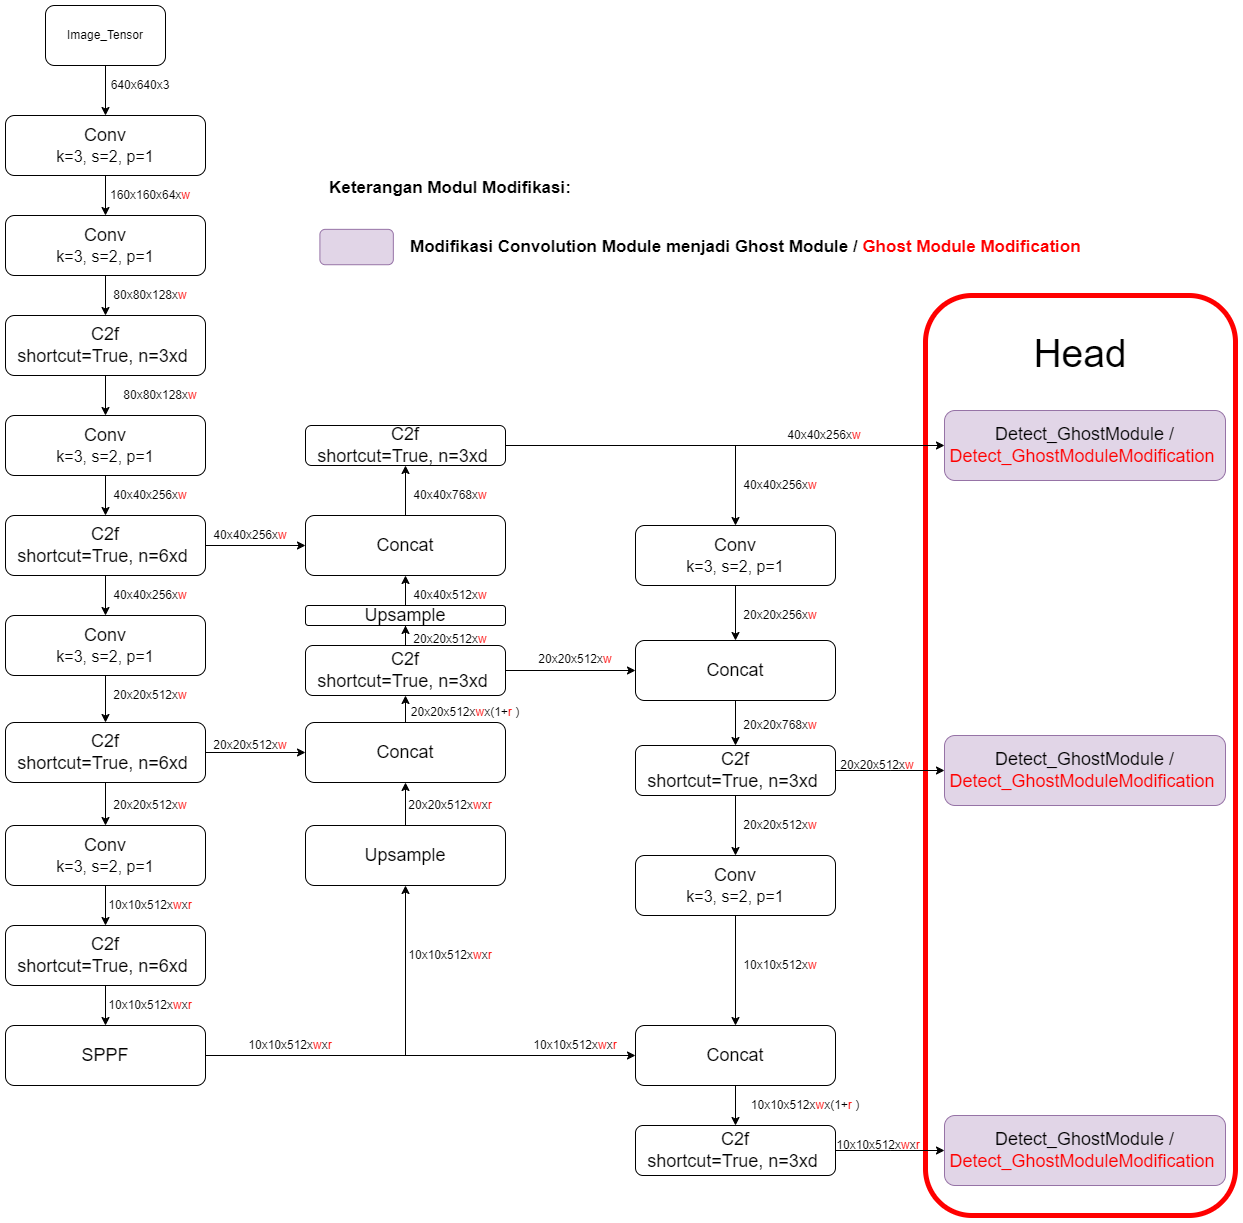 Image_Tensor
640x640x3
Conv
k=3, s=2, p=1
160x160x64xw
Conv
k=3, s=2, p=1
80x80x128xw
C2f
shortcut=True, n=3xd
80x80x128xw
Conv
k=3, s=2, p=1
40x40x256xw
C2f
shortcut=True, n=6xd
40x40x256xw
40x40x256xw
Conv
k=3, s=2, p=1
20x20x512xw
C2f
shortcut=True, n=6xd
20x20x512xw
20x20x512xw
Conv
k=3, s=2, p=1
10x10x512xwxr
C2f
shortcut=True, n=6xd
10x10x512xwxr
SPPF
10x10x512xwxr
10x10x512xwxr
10x10x512xwxr
Upsample
20x20x512xwxr
Concat
20x20x512xwx(1+r )
C2f
shortcut=True, n=3xd
20x20x512xw
20x20x512xw
Upsample
40x40x512xw
Concat
40x40x768xw
C2f
shortcut=True, n=3xd
40x40x256xw
40x40x256xw
Conv
k=3, s=2, p=1
20x20x256xw
Concat
20x20x768xw
C2f
shortcut=True, n=3xd
20x20x512xw
20x20x512xw
Conv
k=3, s=2, p=1
10x10x512xw
Concat
10x10x512xwx(1+r )
C2f
shortcut=True, n=3xd
10x10x512xwxr
Keterangan Modul Modifikasi:
Modifikasi Convolution Module menjadi Ghost Module / Ghost Module Modification
Head
Detect_GhostModule /
Detect_GhostModuleModification
Detect_GhostModule /
Detect_GhostModuleModification
Detect_GhostModule /
Detect_GhostModuleModification